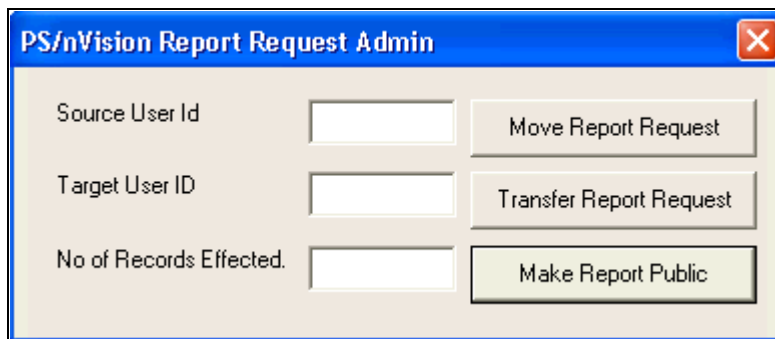 PS/nVision Report Request Admin
Source User Id
Move Report Request
Target User ID
Transfer Report Request
No of Records Effected.
Make Report Public